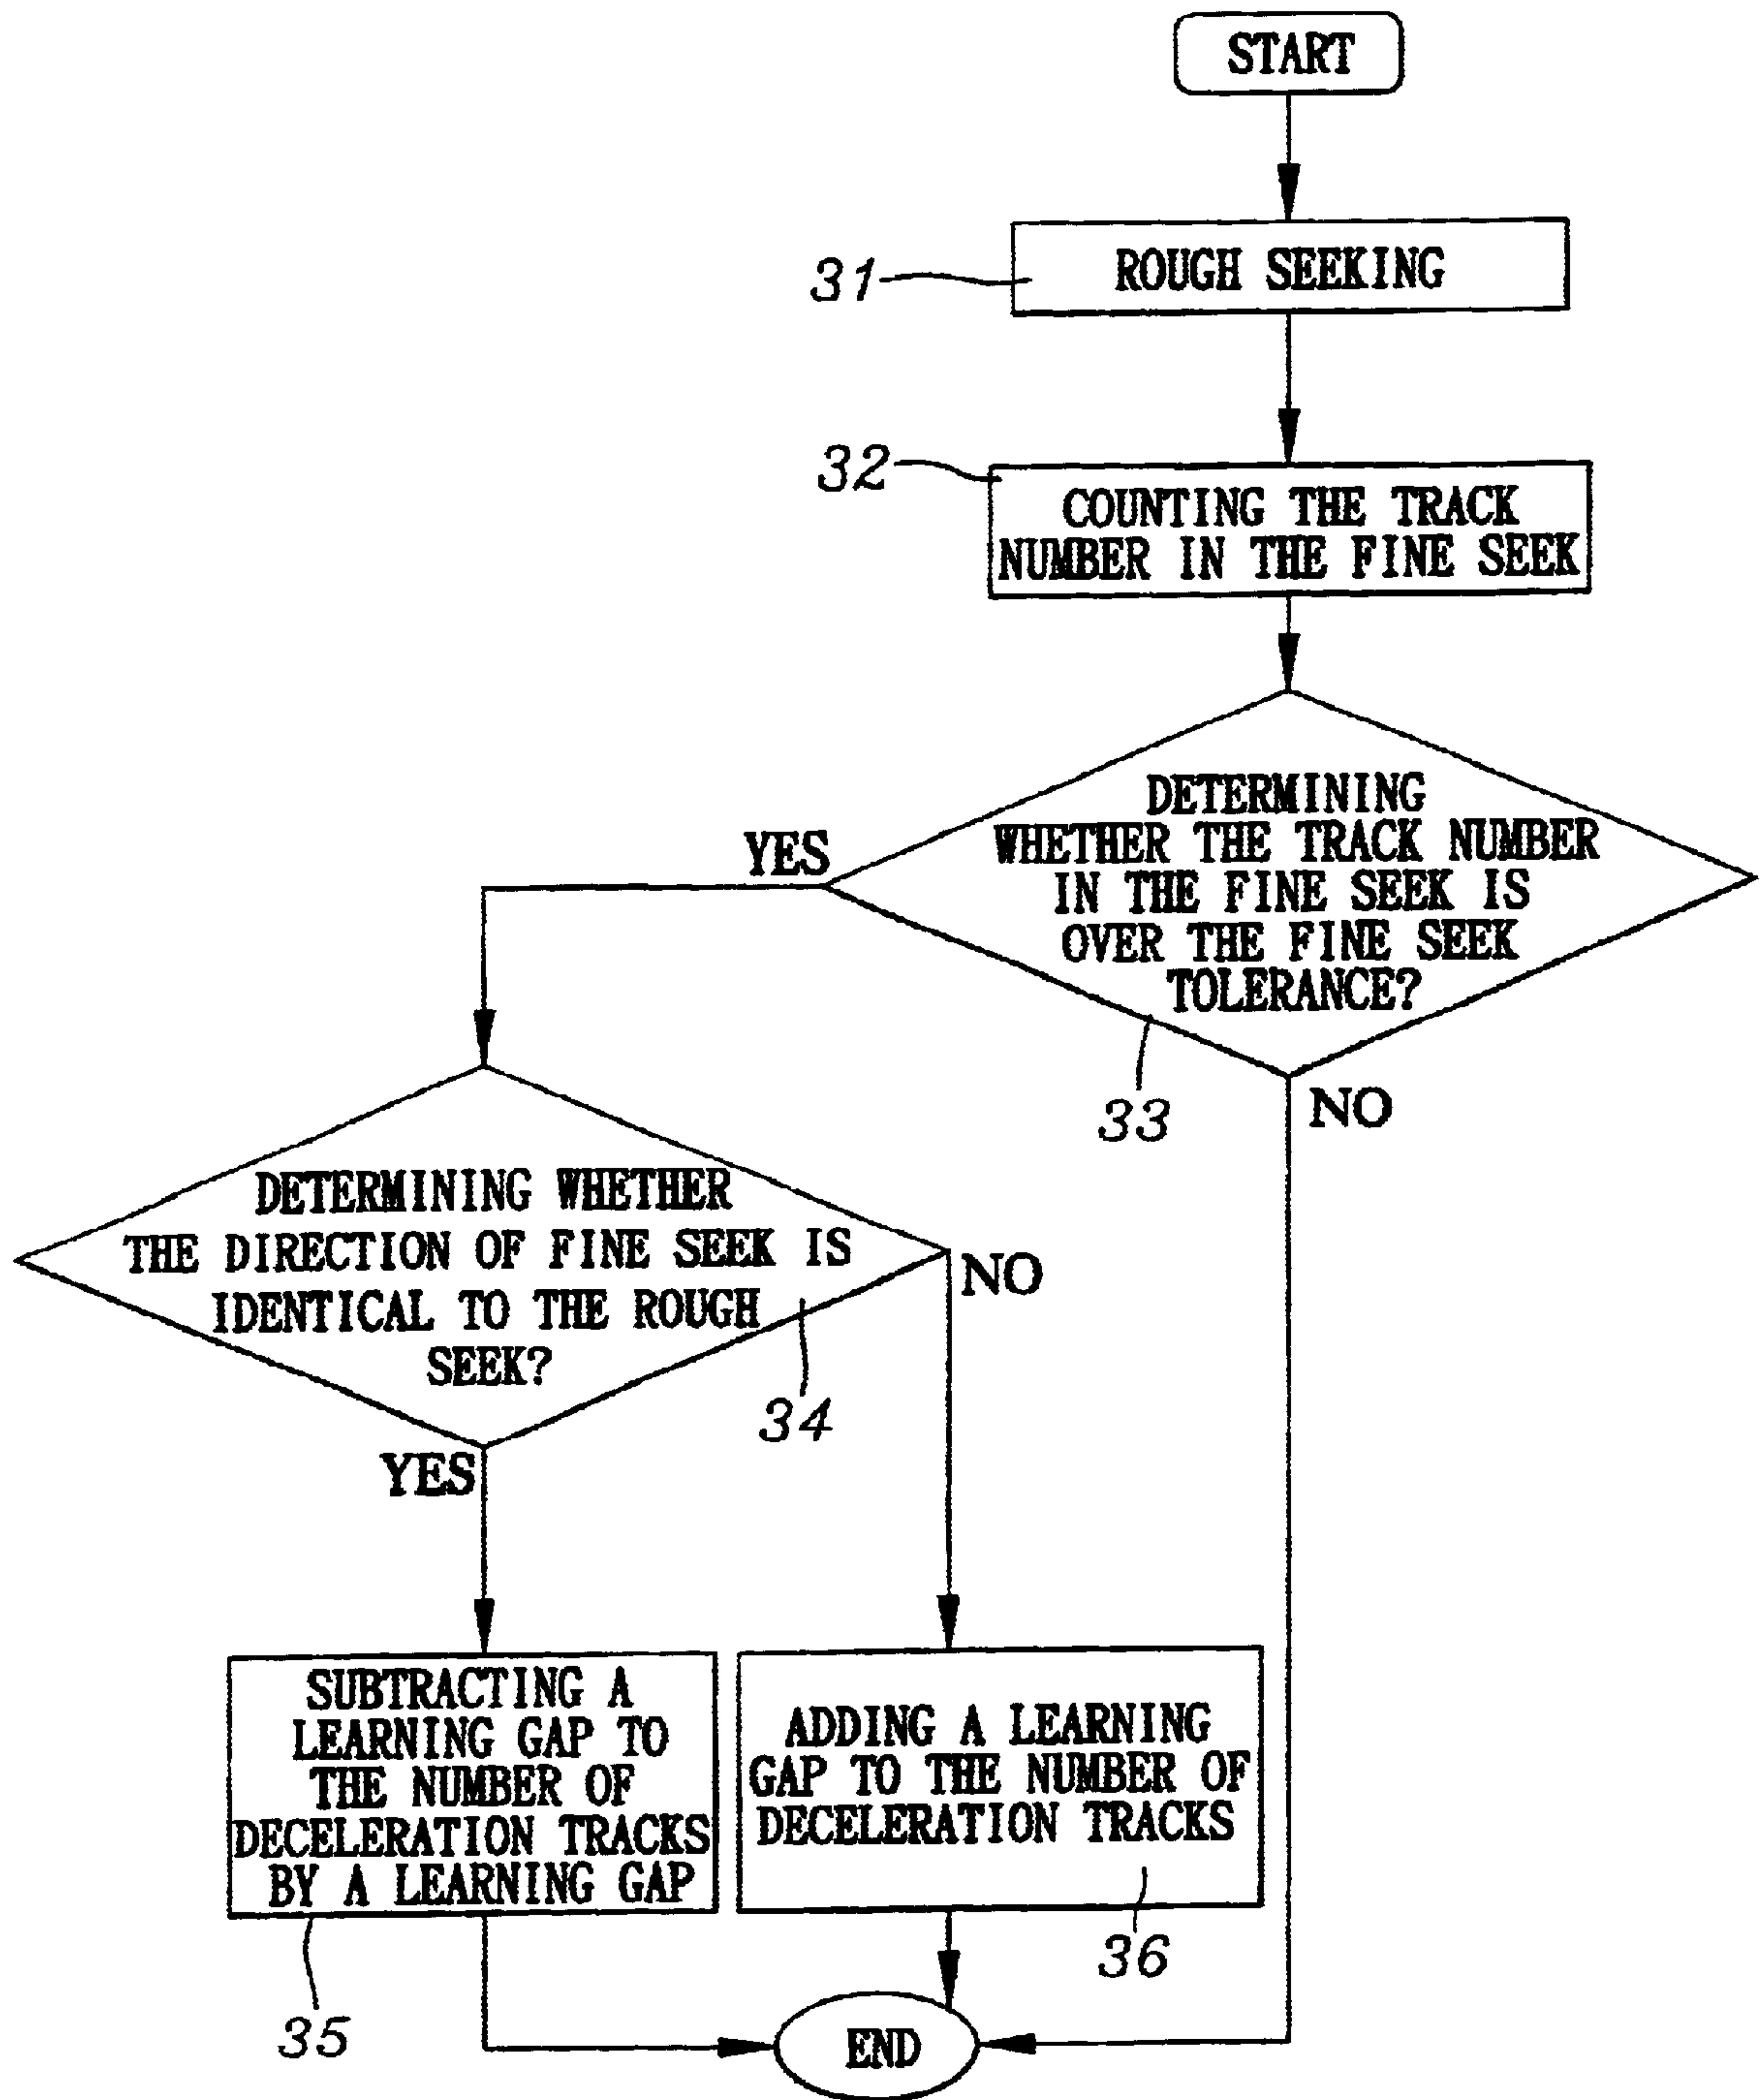 START
ROUGH SEEKING
31
32
COUNTING THE TRACK
NUMBER IN THE FINE SEEK
DETERMINING
WHETHER THE TRACK NUMBER
IN THE FINE SEEK IS
OVER THE FINE SEEK
TOLERANCE?
YES
33
NO
DETERMINING WHETHER
THE DIRECTION OF FINE SEEK IS
IDENTICAL TO THE ROUGH
SEEK?
NO
34
YES
SUBTRACTING A
LEARNING GAP TO
THE NUMBER OF
DECELERATION TRACKS
BY A LEARNING GAP
35
ADDING A LEARNING
GAP TO THE NUMBER OF
DECELERATION TRACKS
36
END